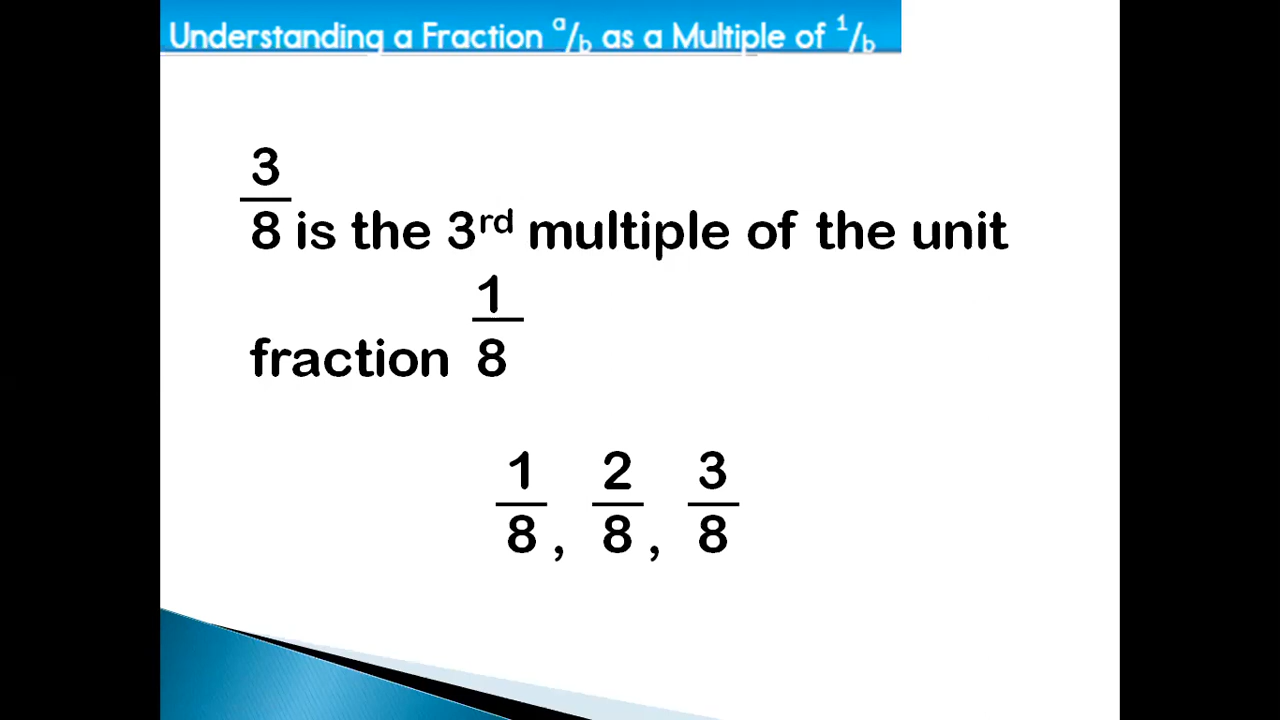 Understanding a Fraction a/b as a Multiple of 1/b
3/8 is the 3rd multiple of the unit
fraction 1/8
1/8, 2/8, 3/8